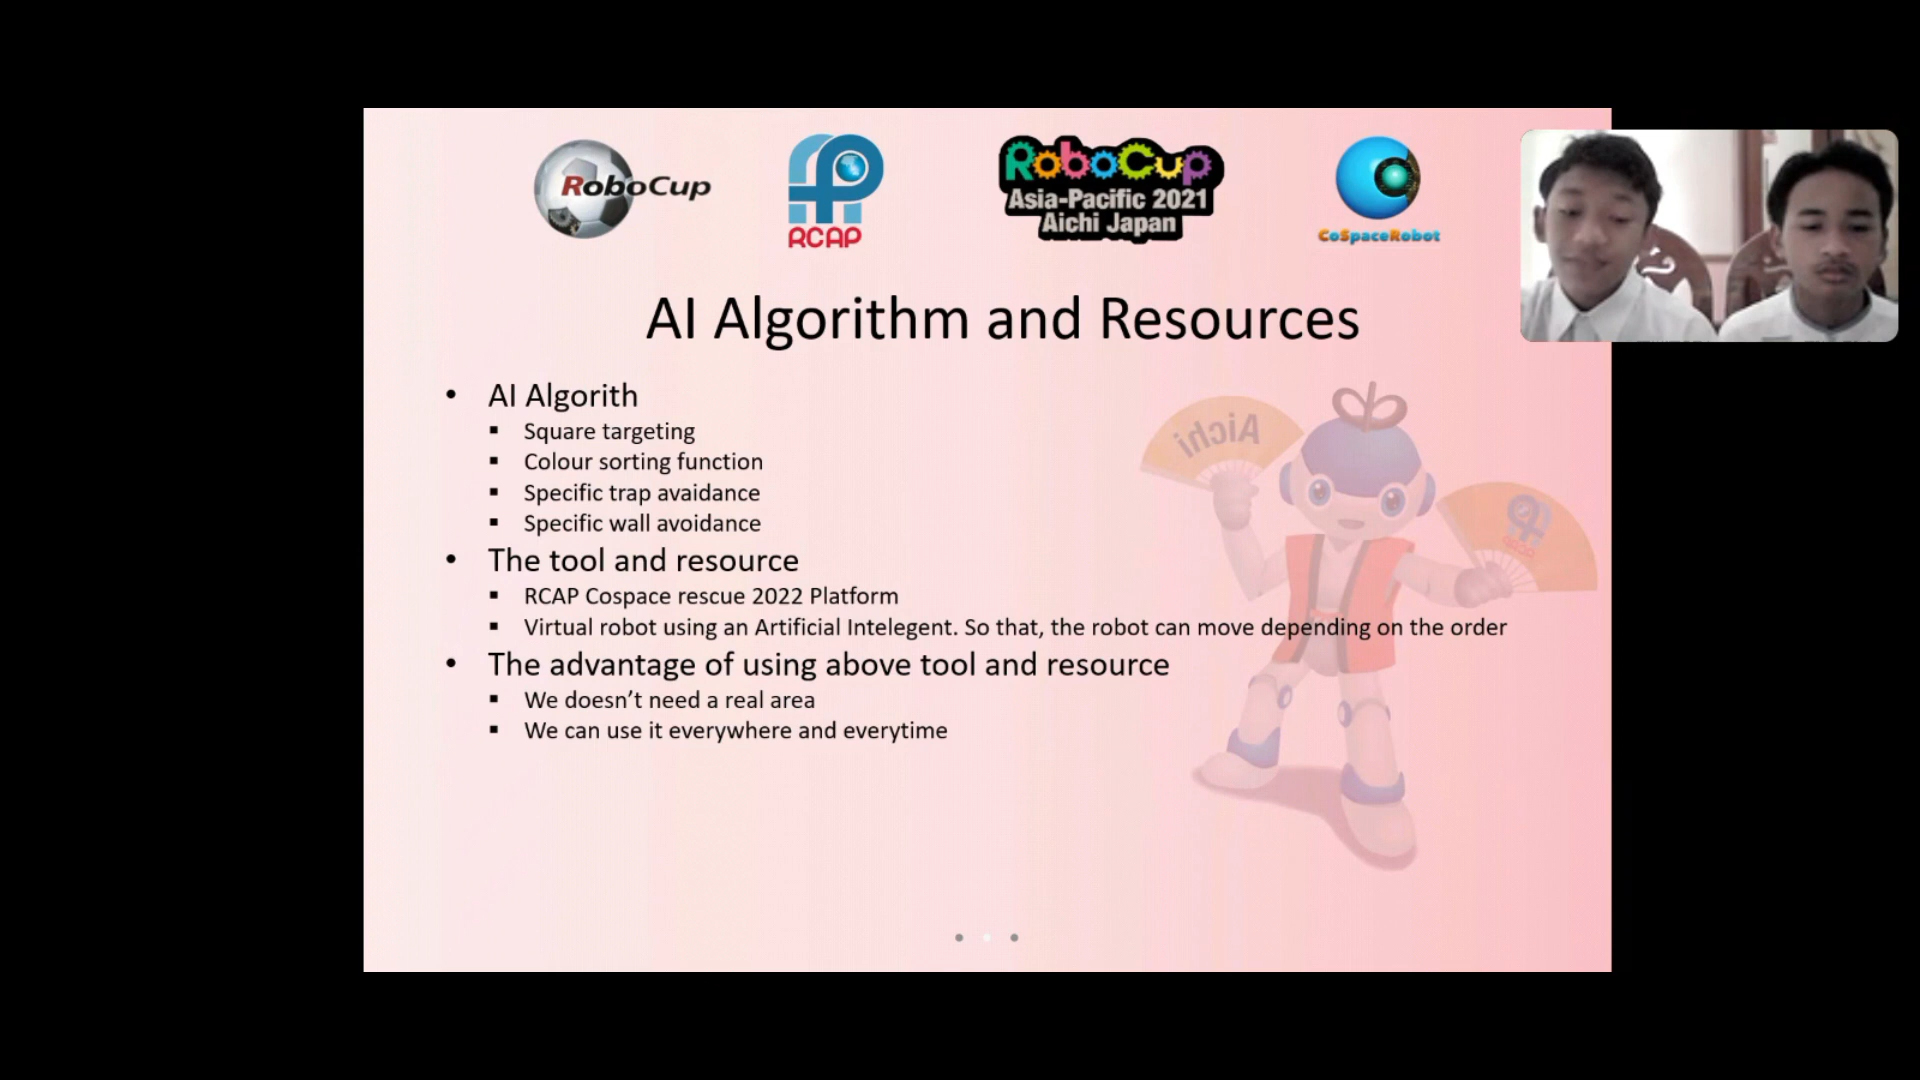 RoboCup
RCAP
RoboCup
Asia-Pacific 2021
Aichi Japan
CoSpaceRobot
AI Algorithm and Resources
• AI Algorith
▪ Square targeting
▪ Colour sorting function
▪ Specific trap avaidance
▪ Specific wall avoidance
• The tool and resource
▪ RCAP Cospace rescue 2022 Platform
▪ Virtual robot using an Artificial Intelegent. So that, the robot can move depending on the order
• The advantage of using above tool and resource
▪ We doesn’t need a real area
▪ We can use it everywhere and everytime
Aichi
RCAP